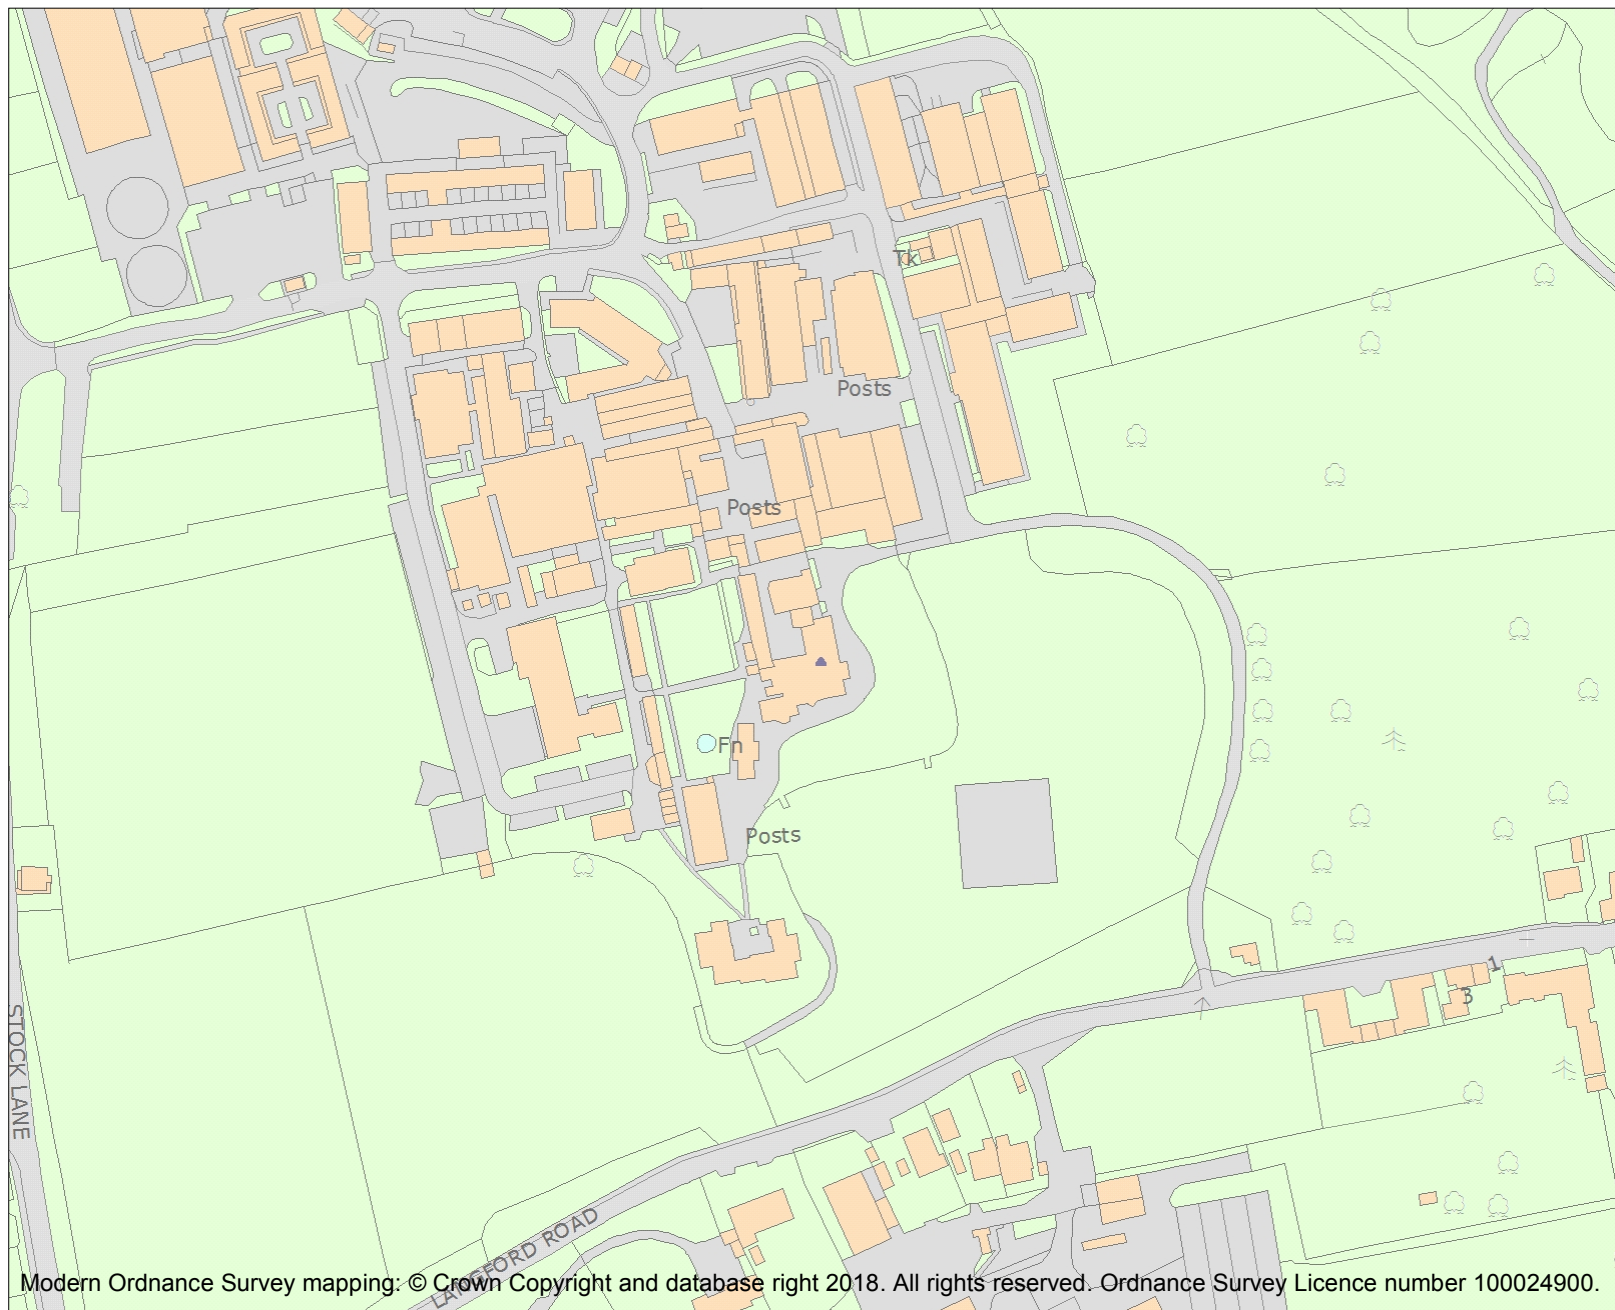 Tk
Posts
Posts
Fn
Posts
1
3
STOCK LANE
LANGFORD ROAD
Modern Ordnance Survey mapping: © Crown Copyright and database right 2018. All rights reserved. Ordnance Survey Licence number 100024900.